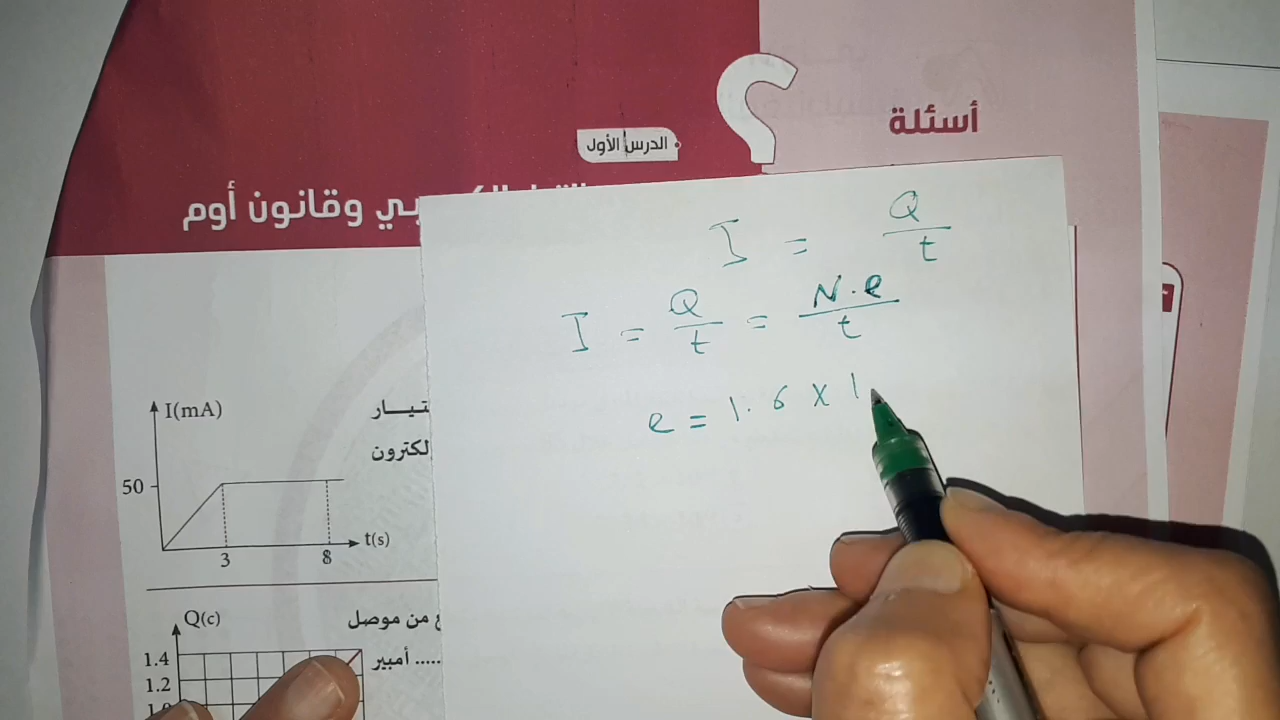 أسئلة
الدرس الأول
وقانون أوم
I = Q/t
I = Q/t = N.e/t
e = 1.6 X 1
I(mA)
50
3
8
t(s)
Q(c)
من موصل
1.4
..... أمبير
1.2